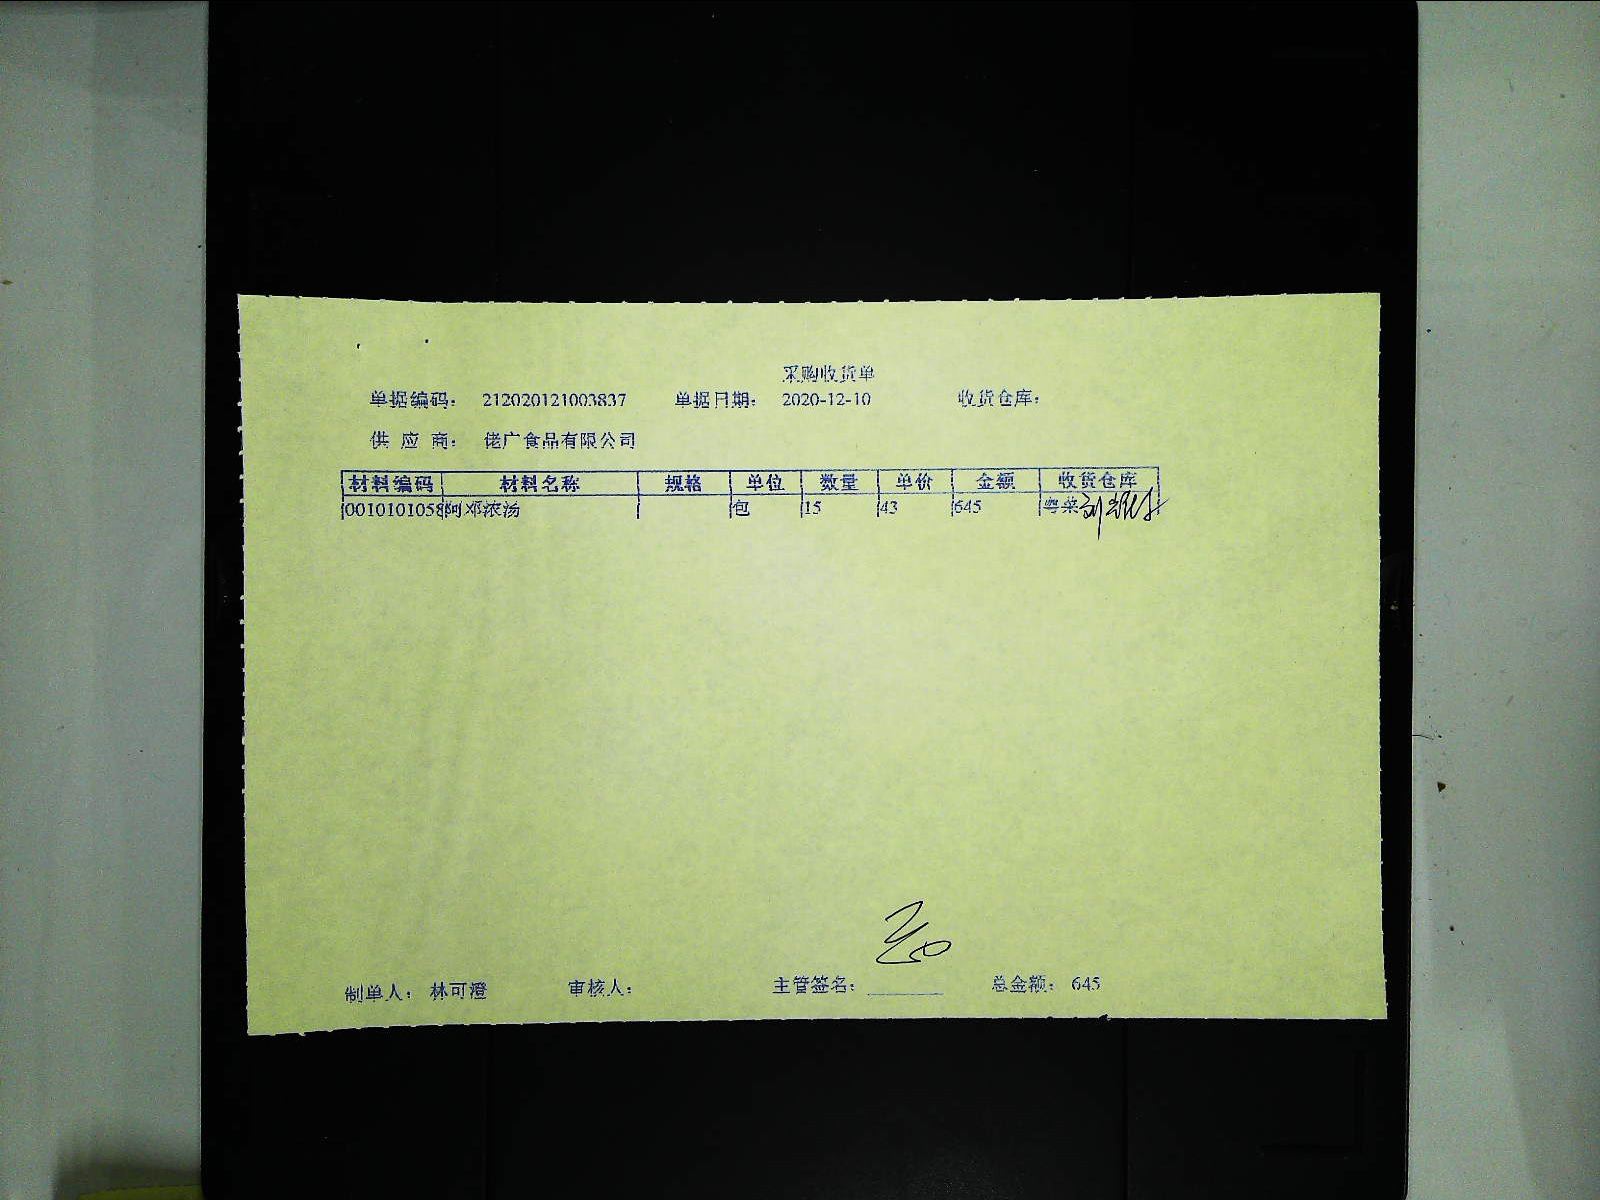 采购收货单
单据编码： 212020121003837 单据日期： 2020-12-10 收货仓库：
供 应 商： 佬广食品有限公司
材料编码 材料名称 规格 单位 数量 单价 金额 收货仓库
0010101058 阿邓浓汤 包 15 43 645 粤菜
制单人： 林可澄 审核人： 主管签名： 总金额： 645